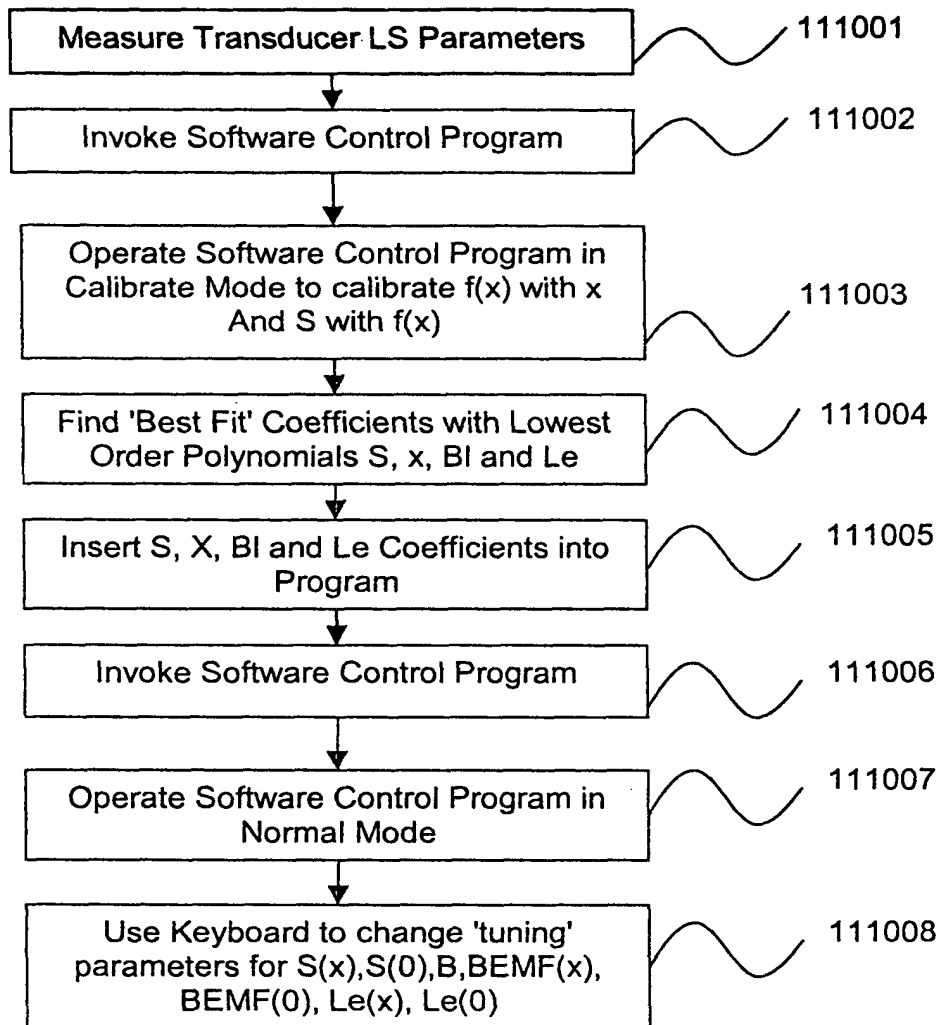 Measure Transducer LS Parameters
111001
Invoke Software Control Program
111002
Operate Software Control Program in
Calibrate Mode to calibrate f(x) with x
And S with f(x)
111003
Find 'Best Fit' Coefficients with Lowest
Order Polynomials S, x, Bl and Le
111004
Insert S, X, Bl and Le Coefficients into
Program
111005
Invoke Software Control Program
111006
Operate Software Control Program in
Normal Mode
111007
Use Keyboard to change 'tuning'
parameters for S(x),S(0),B,BEMF(x),
BEMF(0), Le(x), Le(0)
111008